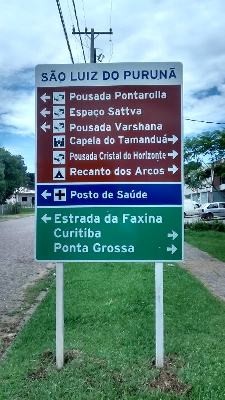 SÃO LUIZ DO PURUNÃ
Pousada Pontarolla
Espaço Sattva
Pousada Varshana
Capela do Tamanduá
Pousada Cristal do Horizonte
Recanto dos Arcos
Posto de Saúde
Estrada da Faxina
Curitiba
Ponta Grossa